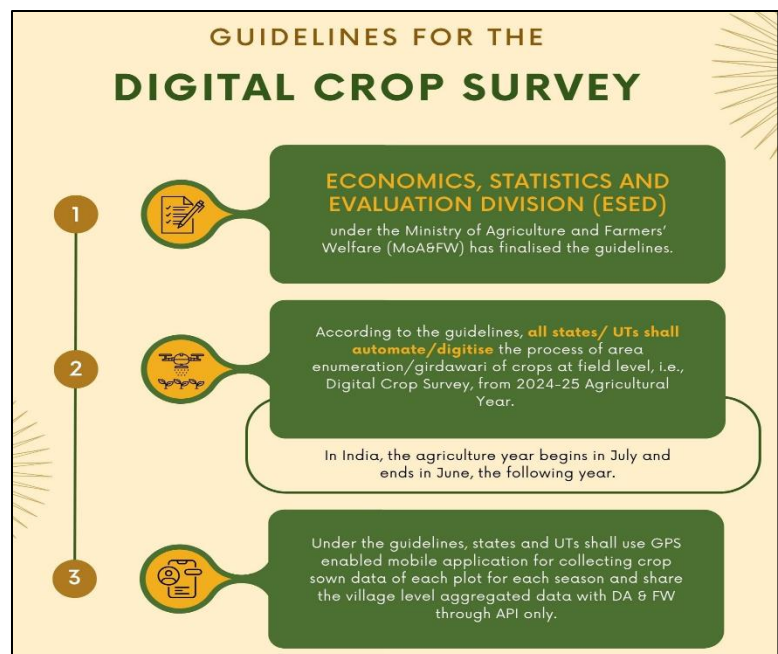 GUIDELINES FOR THE
DIGITAL CROP SURVEY
1
ECONOMICS, STATISTICS AND
EVALUATION DIVISION (ESED)
under the Ministry of Agriculture and Farmers'
Welfare (MoA&FW) has finalised the guidelines.
2
According to the guidelines, all states/ UTs shall
automate/digitise the process of area
enumeration/girdawari of crops at field level, i.e.,
Digital Crop Survey, from 2024-25 Agricultural
Year.
In India, the agriculture year begins in July and
ends in June, the following year.
3
Under the guidelines, states and UTs shall use GPS
enabled mobile application for collecting crop
sown data of each plot for each season and share
the village level aggregated data with DA & FW
through API only.